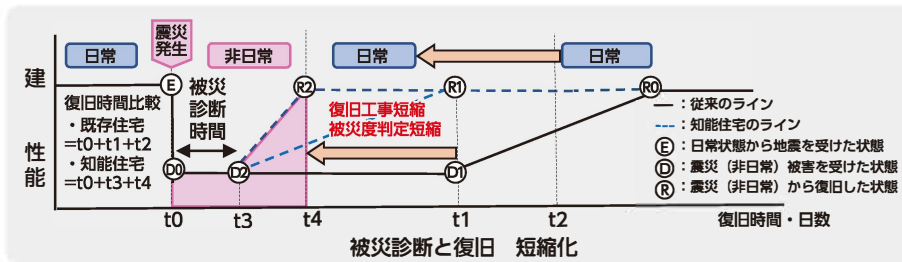 日常
震災
発生
非日常
日常
日常
建
性
能
E
R2
R1
R0
復旧時間比較
・既存住宅
=t0+t1+t2
・知能住宅
=t0+t3+t4
被災
診断
時間
復旧工事短縮
被災度判定短縮
D0
D2
D1
―：従来のライン
---：知能住宅のライン
Ⓔ：日常状態から地震を受けた状態
Ⓓ：震災（非日常）被害を受けた状態
Ⓡ：震災（非日常）から復旧した状態
t0
t3
t4
t1
t2
復旧時間・日数
被災診断と復旧　短縮化